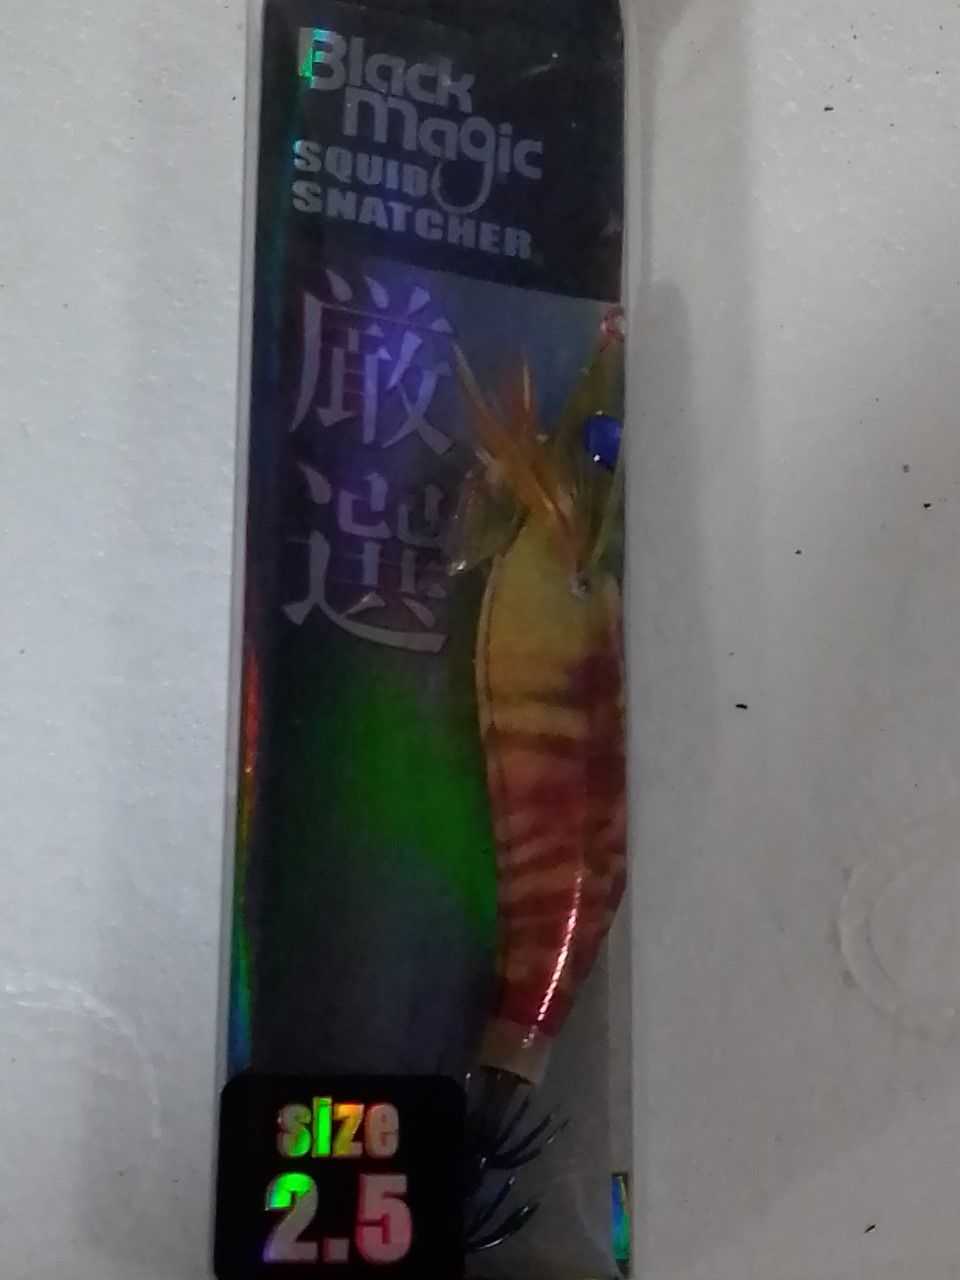 Black
magic
SQUID
SNATCHER
厳
選
size
2.5